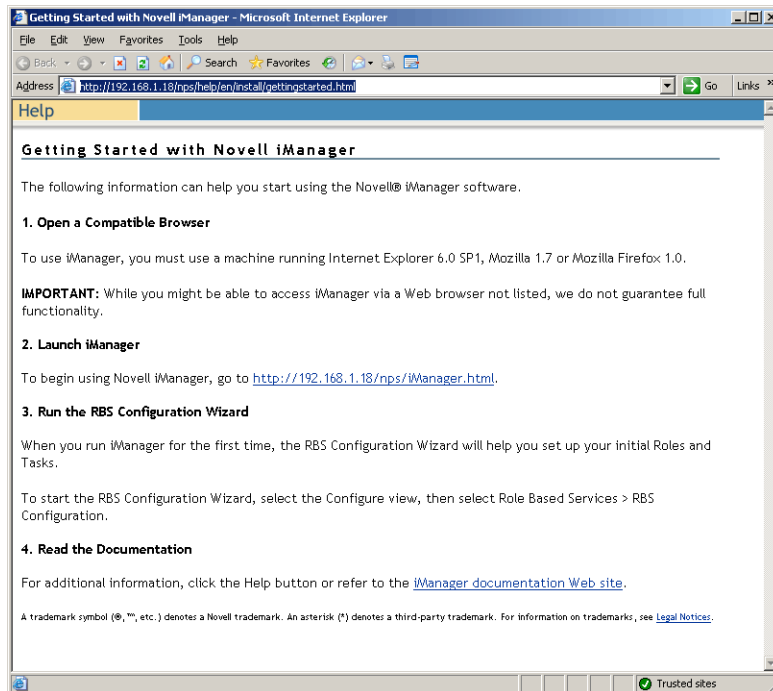 Getting Started with Novell iManager - Microsoft Internet Explorer
File Edit View Favorites Tools Help
Back Search Favorites
Address http://192.168.1.18/nps/help/en/install/gettingstarted.html Go Links »
Help
Getting Started with Novell iManager
The following information can help you start using the Novell® iManager software.
1. Open a Compatible Browser
To use iManager, you must use a machine running Internet Explorer 6.0 SP1, Mozilla 1.7 or Mozilla Firefox 1.0.
IMPORTANT: While you might be able to access iManager via a Web browser not listed, we do not guarantee full
functionality.
2. Launch iManager
To begin using Novell iManager, go to http://192.168.1.18/nps/iManager.html.
3. Run the RBS Configuration Wizard
When you run iManager for the first time, the RBS Configuration Wizard will help you set up your initial Roles and
Tasks.
To start the RBS Configuration Wizard, select the Configure view, then select Role Based Services > RBS
Configuration.
4. Read the Documentation
For additional information, click the Help button or refer to the iManager documentation Web site.
A trademark symbol (®, ™, etc.) denotes a Novell trademark. An asterisk (*) denotes a third-party trademark. For information on trademarks, see Legal Notices.
Trusted sites